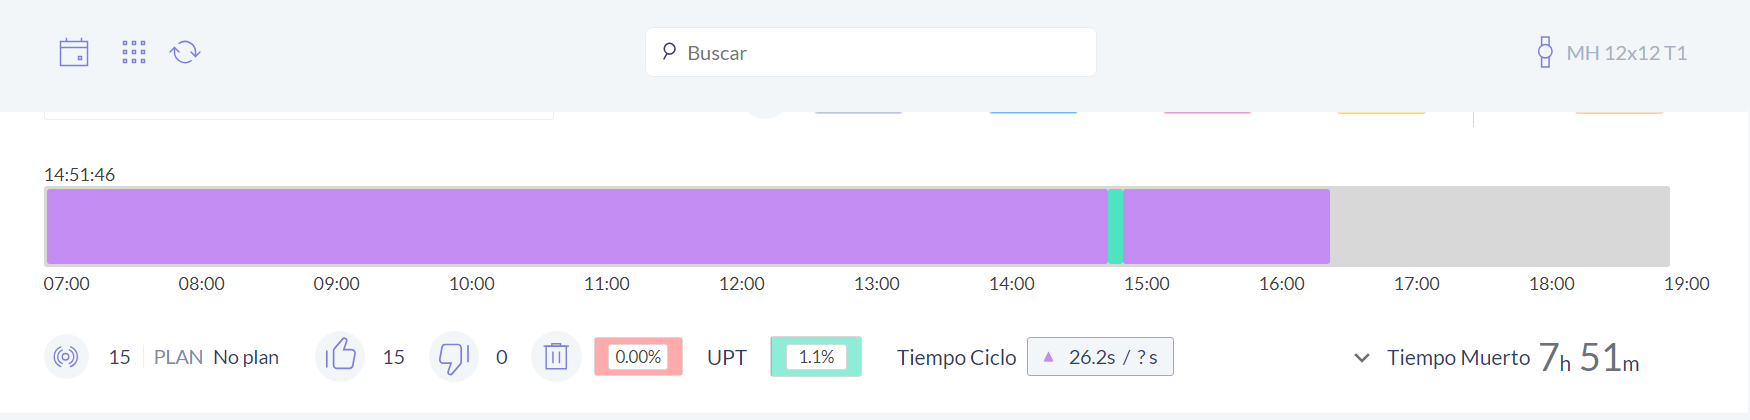 Buscar
MH 12x12 T1
14:51:46
07:00 08:00 09:00 10:00 11:00 12:00 13:00 14:00 15:00 16:00 17:00 18:00 19:00
15 PLAN No plan 15 0 0.00% UPT 1.1% Tiempo Ciclo 26.2s / ? s Tiempo Muerto 7h 51m